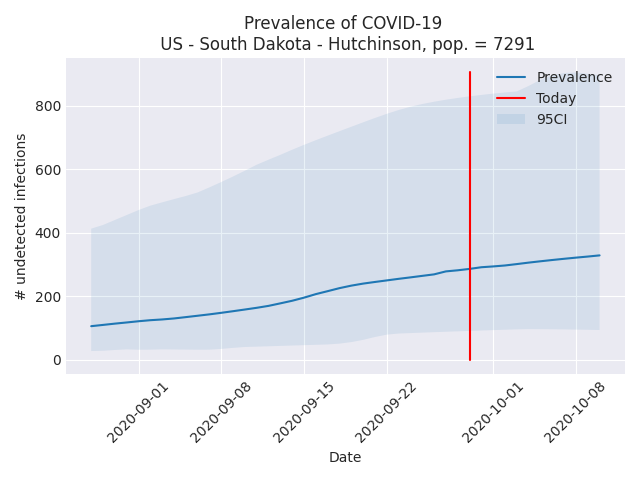 Prevalence of COVID-19
US - South Dakota - Hutchinson, pop. = 7291
Prevalence
Today
95CI
# undetected infections
800
600
400
200
0
2020-09-01
2020-09-08
2020-09-15
2020-09-22
2020-10-01
2020-10-08
Date